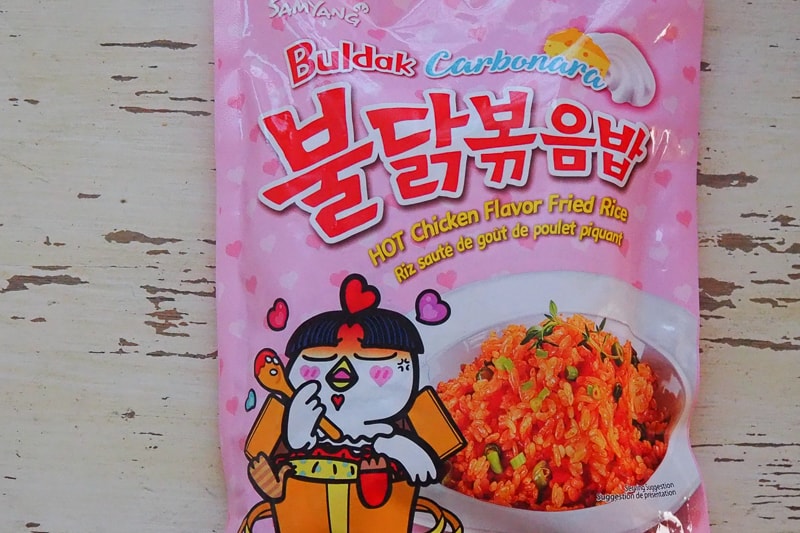 SAMYANG
Buldak Carbonara
불닭볶음밥
HOT Chicken Flavor Fried Rice
Riz saute de goût de poulet piquant
Serving suggestion
Suggestion de présentation